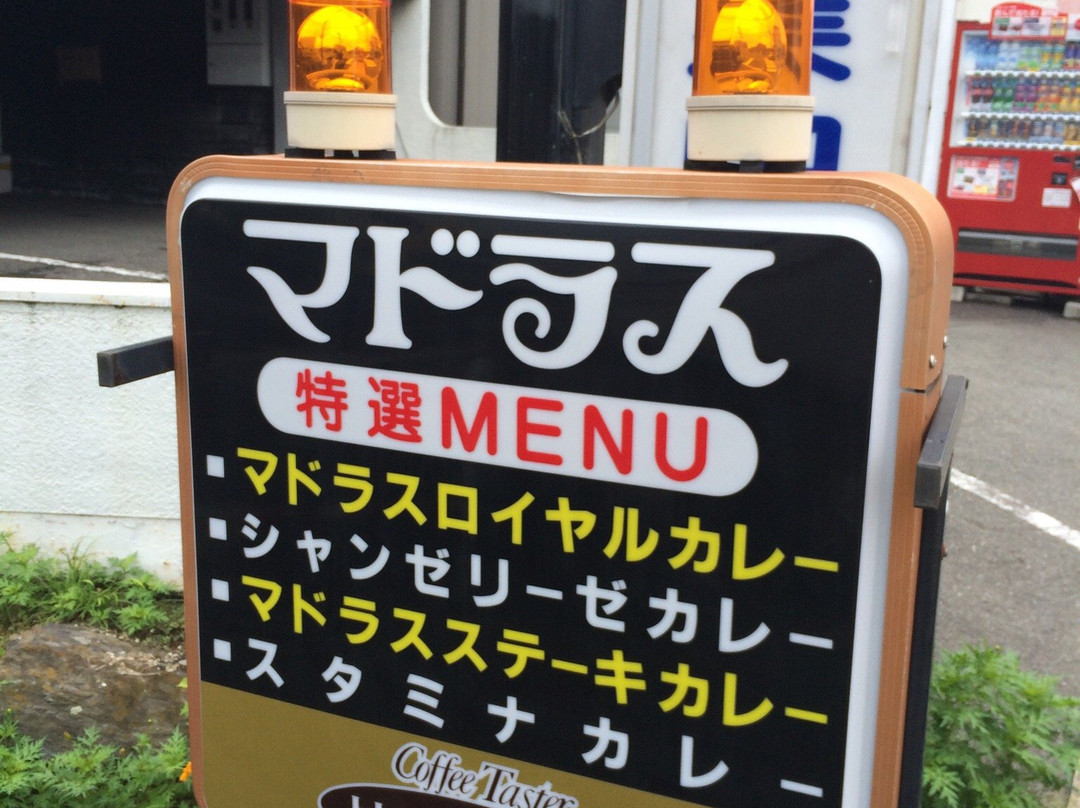 マドラス
特選MENU
▪マドラスロイヤルカレー
▪シャンゼリーゼカレー
▪マドラスステーキカレー
▪スタミナカレー
Coffee Taster